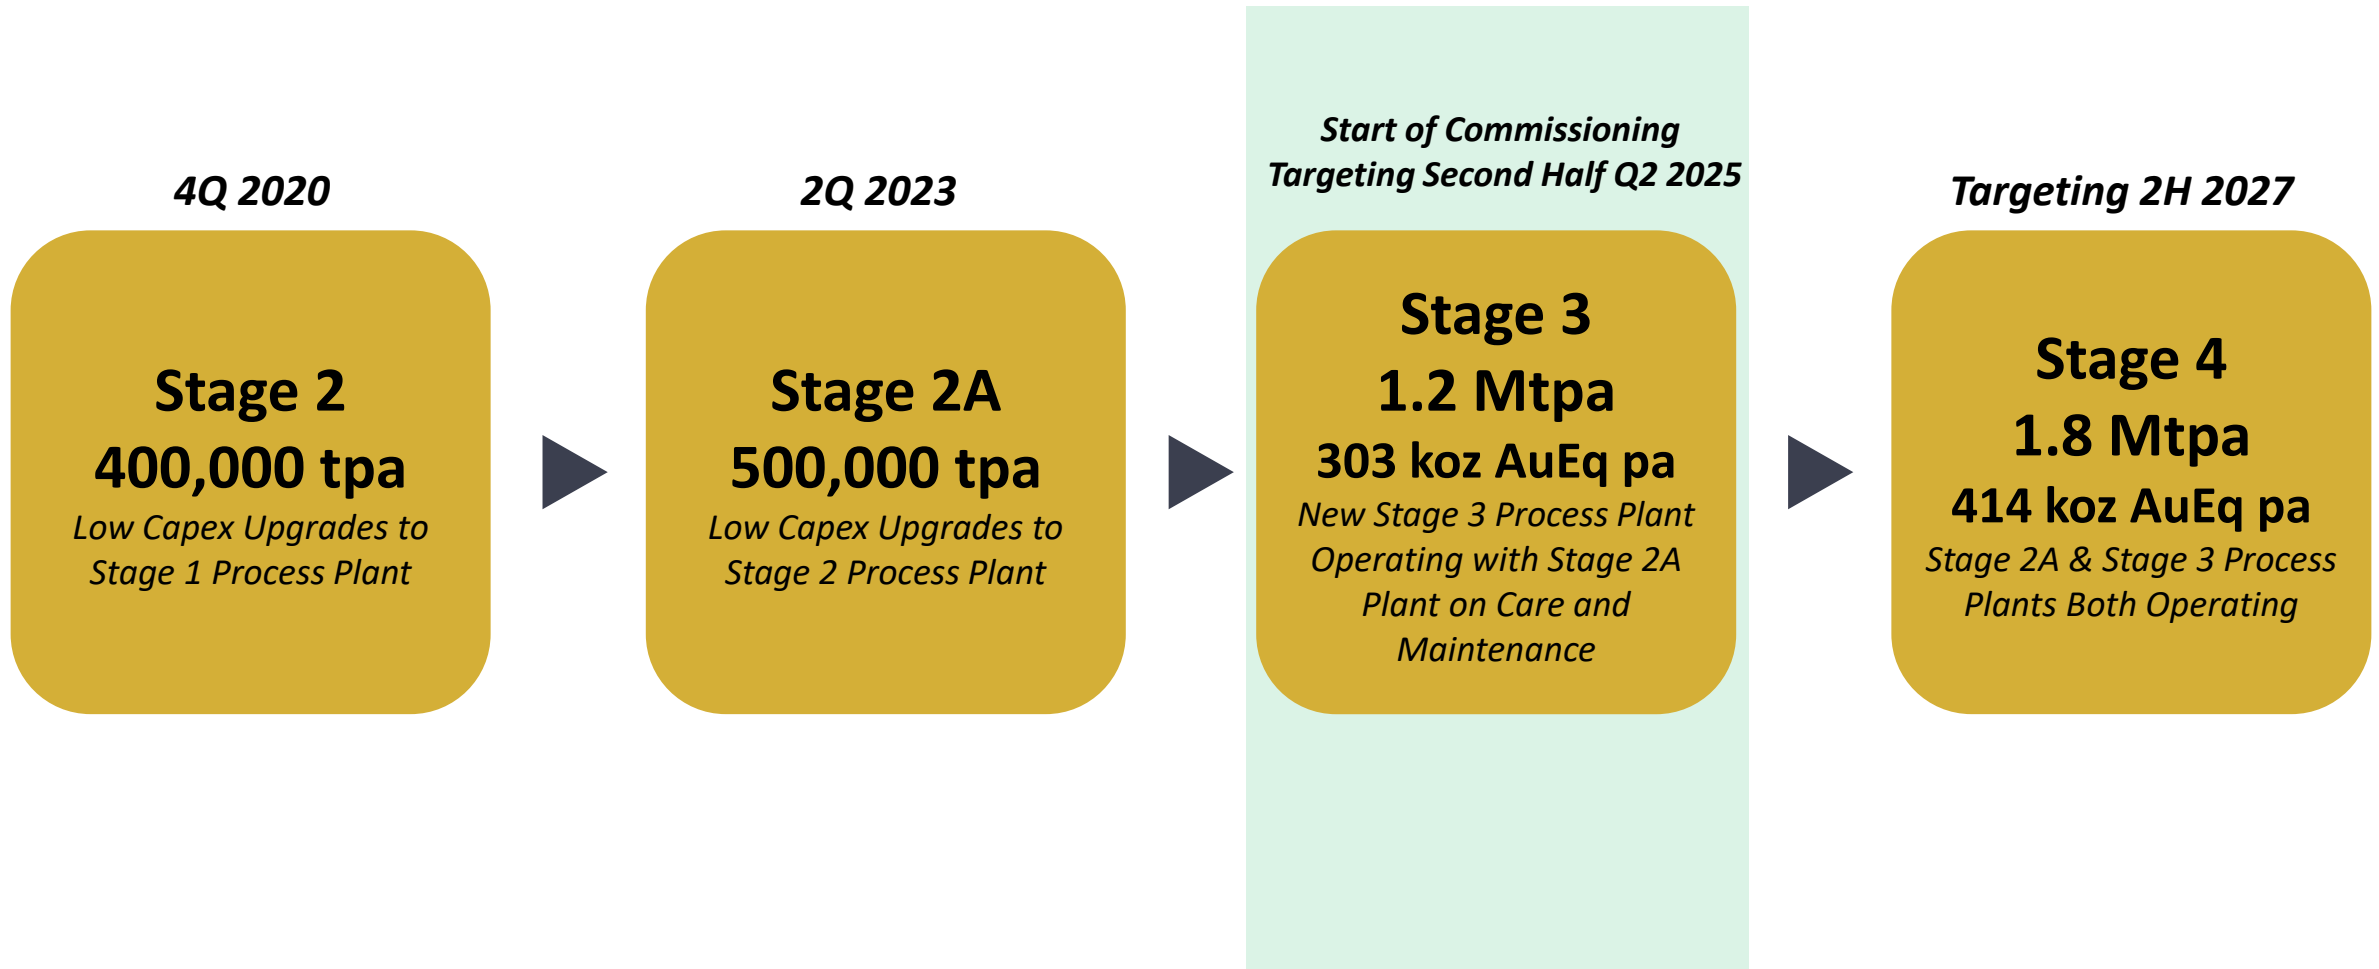 4Q 2020
Stage 2
400,000 tpa
Low Capex Upgrades to
Stage 1 Process Plant
2Q 2023
Stage 2A
500,000 tpa
Low Capex Upgrades to
Stage 2 Process Plant
Start of Commissioning
Targeting Second Half Q2 2025
Stage 3
1.2 Mtpa
303 koz AuEq pa
New Stage 3 Process Plant
Operating with Stage 2A
Plant on Care and
Maintenance
Targeting 2H 2027
Stage 4
1.8 Mtpa
414 koz AuEq pa
Stage 2A & Stage 3 Process
Plants Both Operating